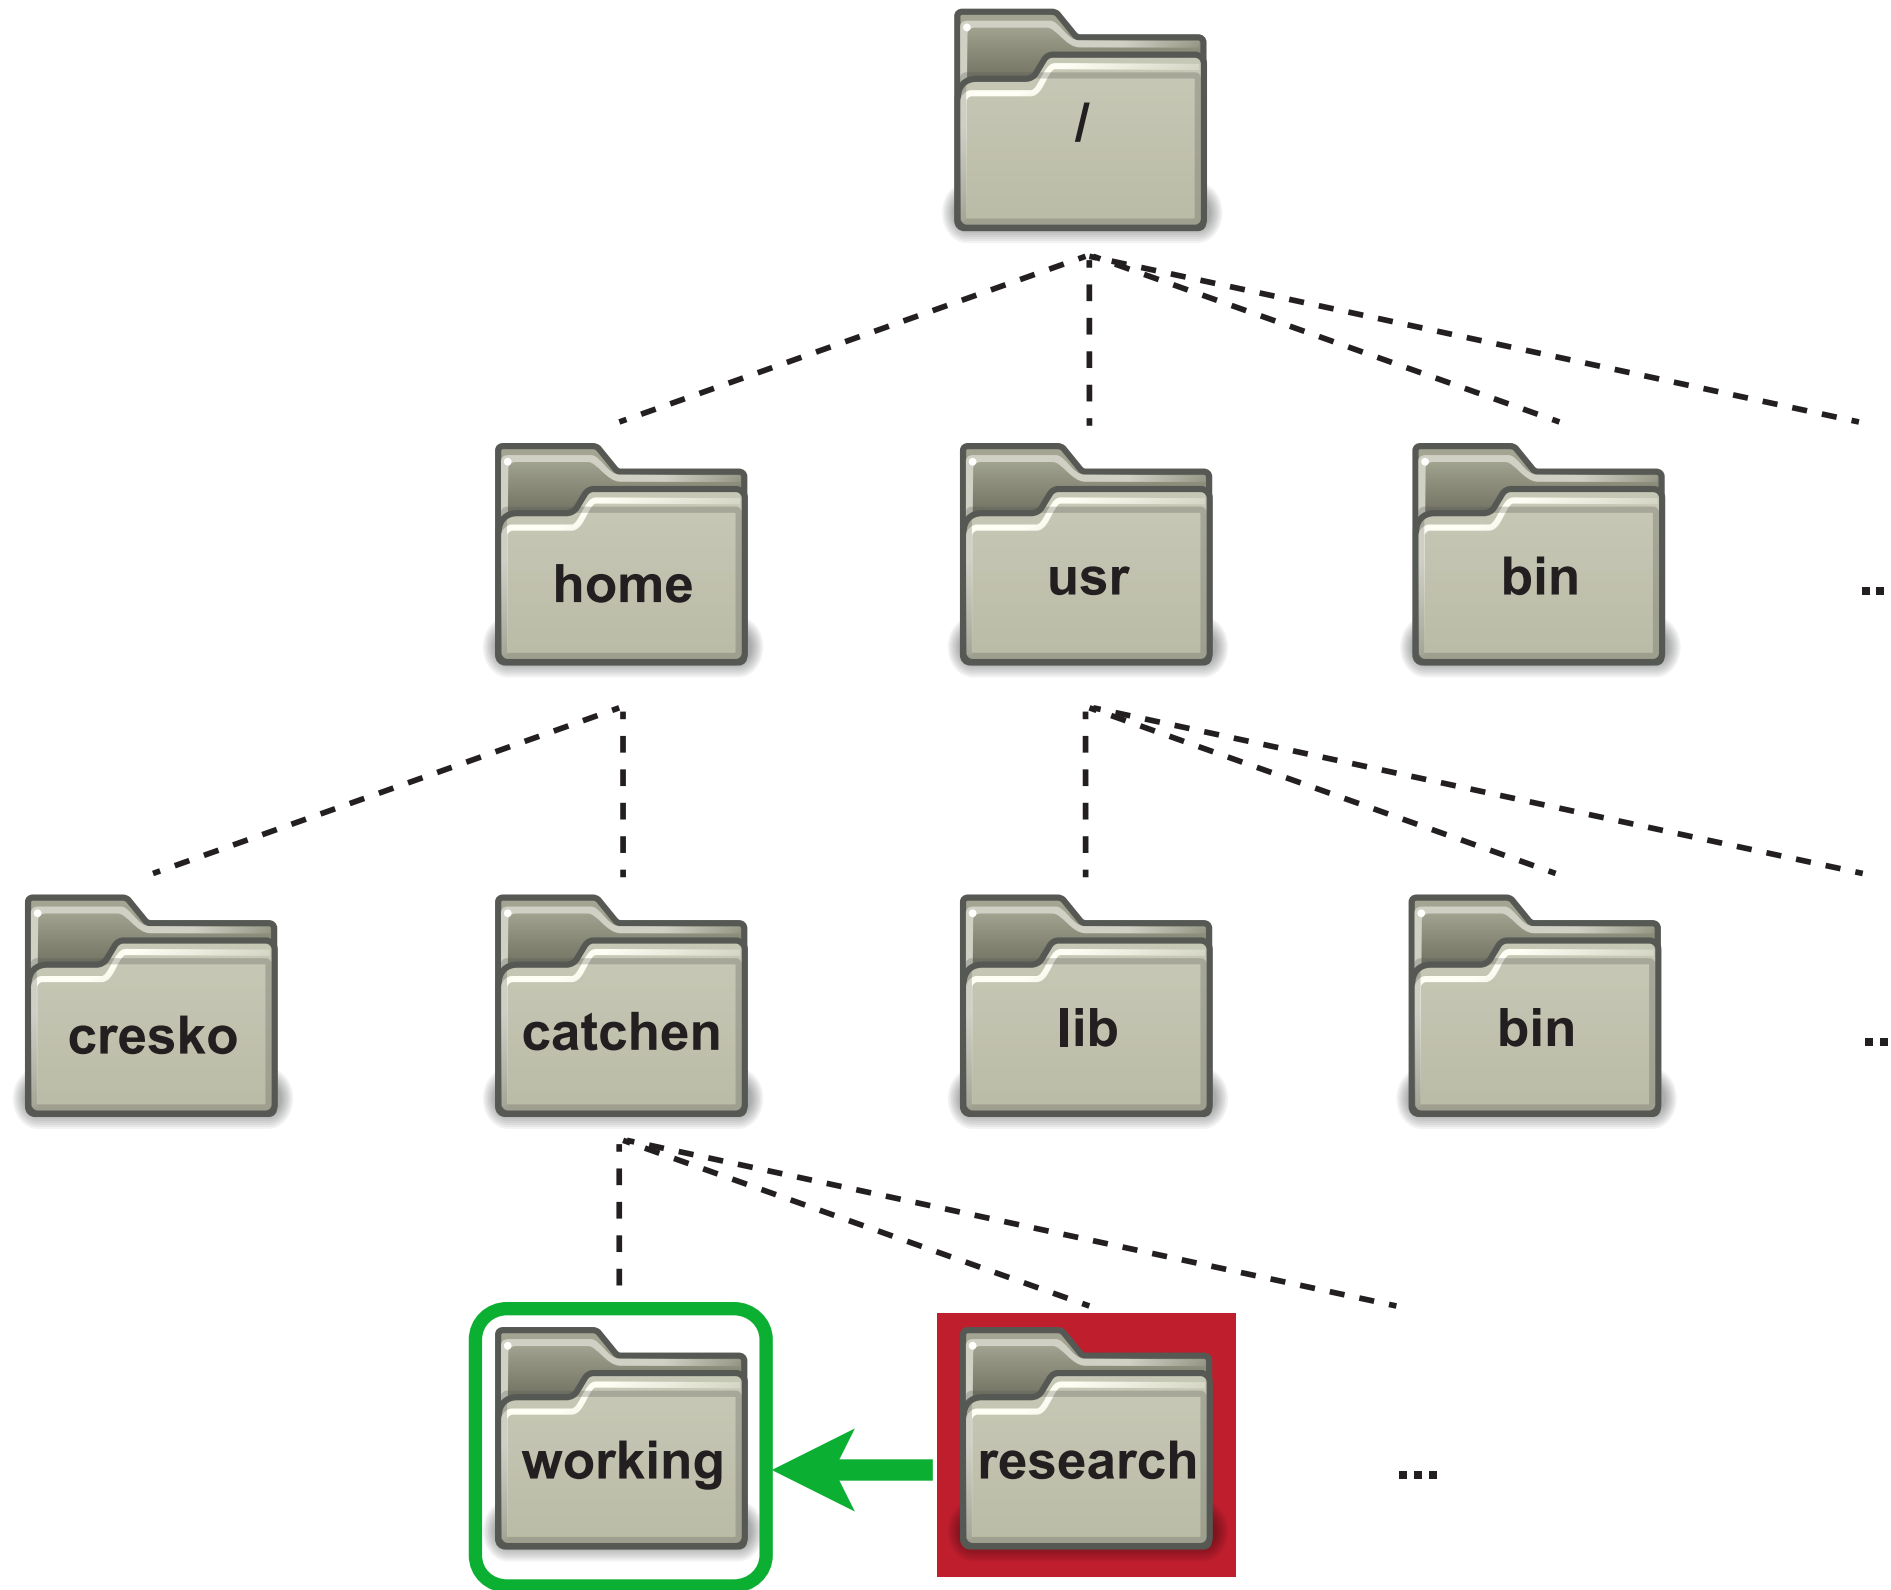 /
home
usr
bin
..
cresko
catchen
lib
bin
..
working
research
...